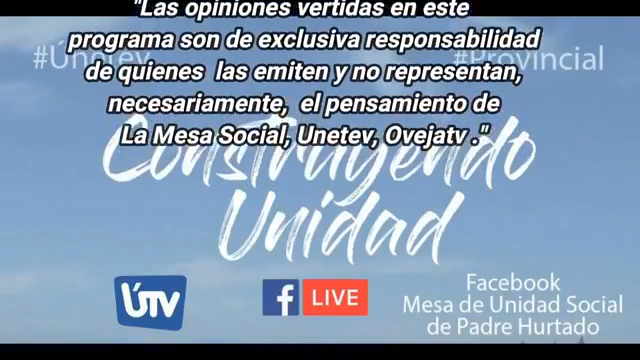 "Las opiniones vertidas en este
programa son de exclusiva responsabilidad
#Unetev
#Provincial
de quienes las emiten y no representan,
necesariamente, el pensamiento de
La Mesa Social, Unetev, Ovejatv ."
Construyendo
Unidad
ÚTV
f LIVE
Facebook
Mesa de Unidad Social
de Padre Hurtado